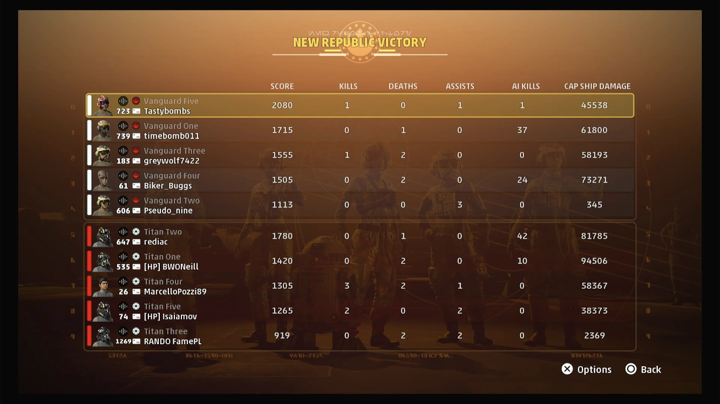 NEW REPUBLIC VICTORY
SCORE KILLS DEATHS ASSISTS AI KILLS CAP SHIP DAMAGE
Vanguard Five
723 Tastybombs 2080 1 0 1 1 45538
Vanguard One
739 timebomb011 1715 0 1 0 37 61800
Vanguard Three
183 greywolf7422 1555 1 2 0 0 58193
Vanguard Four
61 Biker_Buggs 1505 0 2 0 24 73271
Vanguard Two
606 Pseudo_nine 1113 0 0 3 0 345
Titan Two
647 rediac 1780 0 1 0 42 81785
Titan One
535 [HP] BWONeill 1420 0 2 0 10 94506
Titan Four
26 MarcelloPozzi89 1305 3 2 1 0 58367
Titan Five
74 [HP] Isaiamov 1265 2 0 2 0 38373
Titan Three
1269 RANDO FamePL 919 0 2 2 0 2369
Options Back